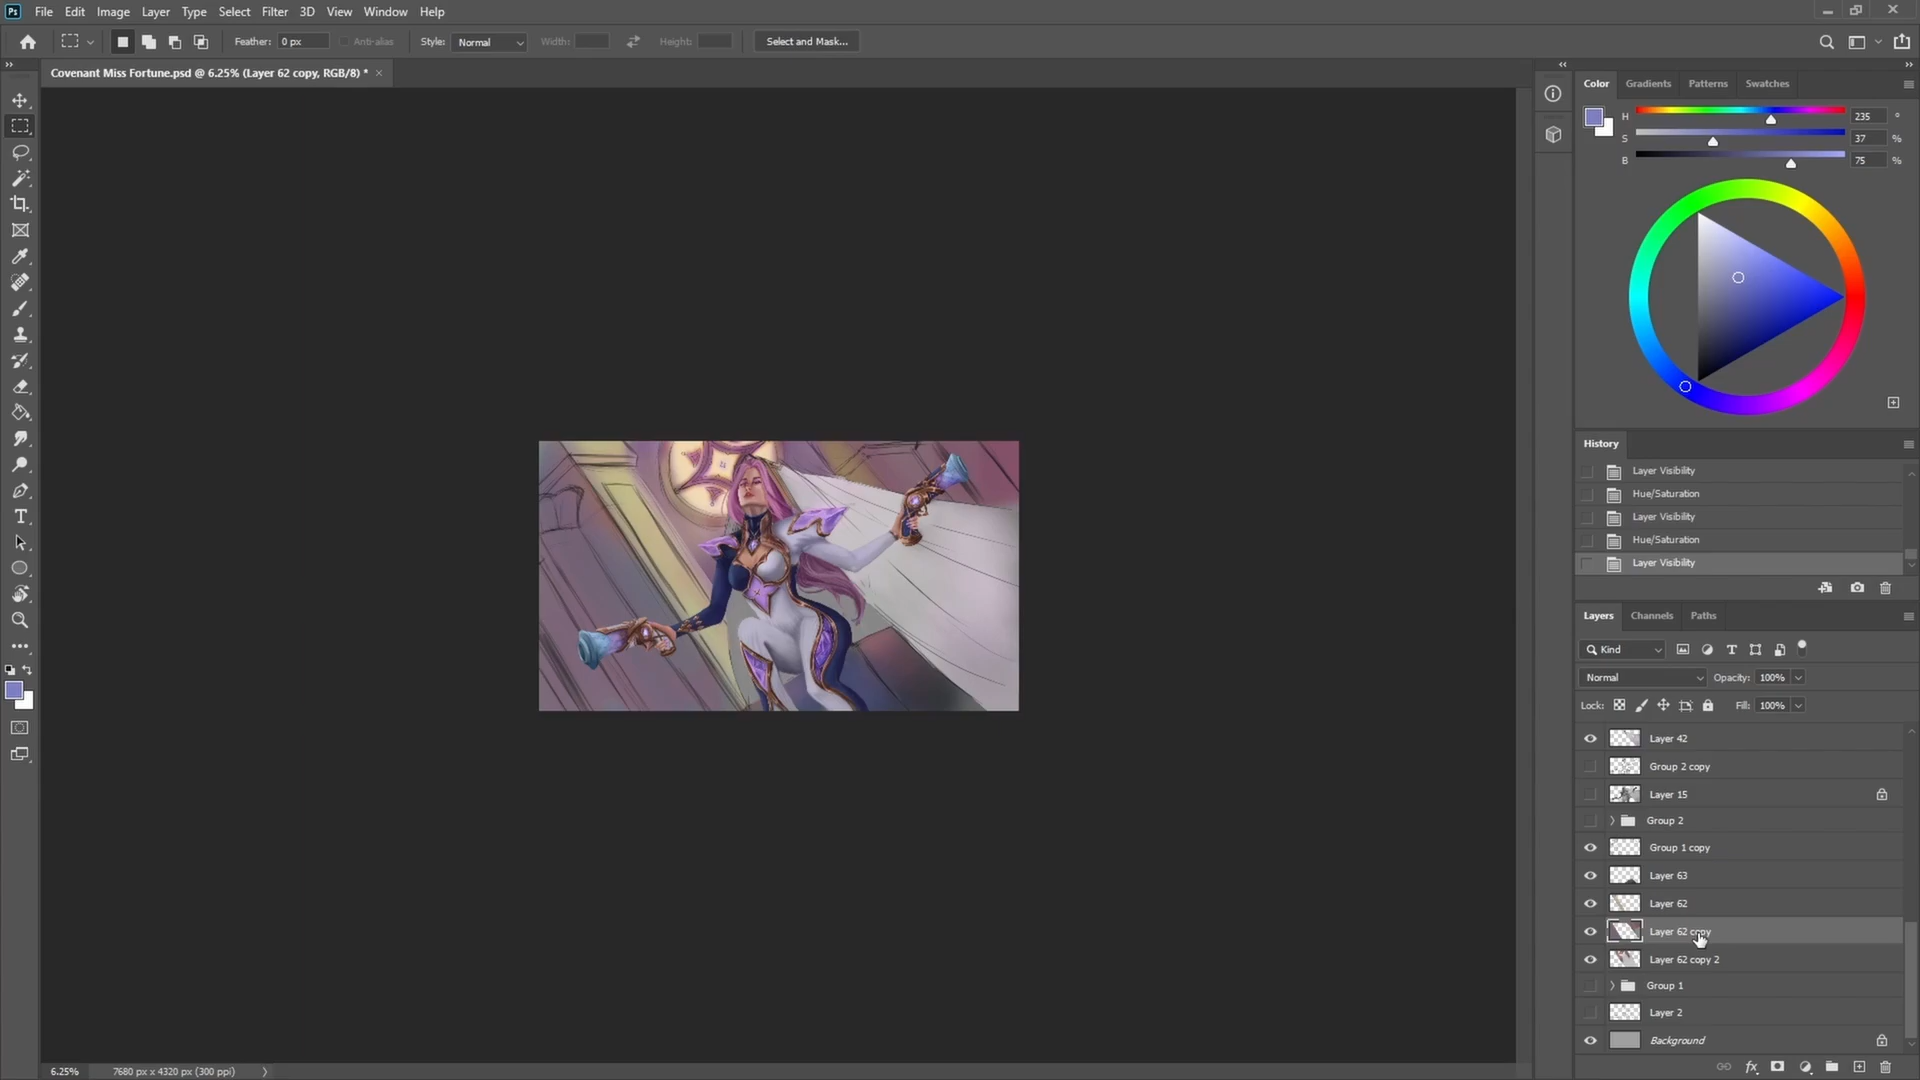 Ps File Edit Image Layer Type Select Filter 3D View Window Help
Feather: 0 px Anti-alias Style: Normal Width: Height: Select and Mask...
Covenant Miss Fortune.psd @ 6.25% (Layer 62 copy, RGB/8) * ×
Color Gradients Patterns Swatches
H 235 °
S 37 %
B 75 %
History
Layer Visibility
Hue/Saturation
Layer Visibility
Hue/Saturation
Layer Visibility
Layers Channels Paths
Kind T
Normal Opacity: 100%
Lock: Fill: 100%
Layer 42
Group 2 copy
Layer 15
Group 2
Group 1 copy
Layer 63
Layer 62
Layer 62 copy
Layer 62 copy 2
Group 1
Layer 2
Background
fx
6.25% 7680 px x 4320 px (300 ppi)